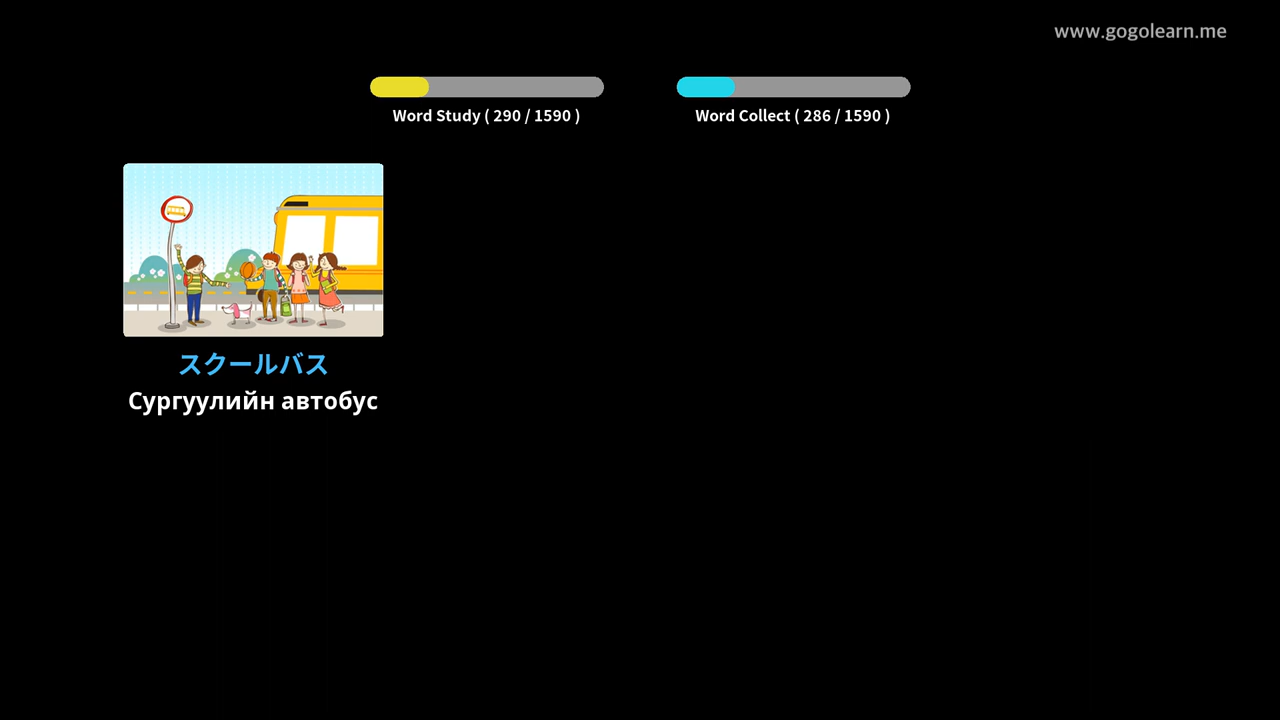 www.gogolearn.me
Word Study ( 290 / 1590 )
Word Collect ( 286 / 1590 )
スクールバス
Сургуулийн автобус